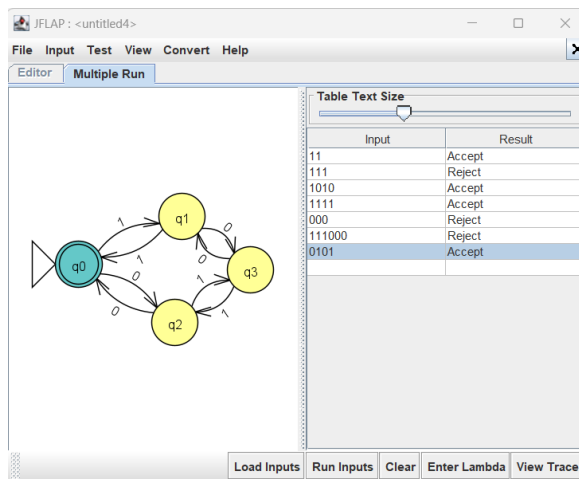 JFLAP : <untitled4>
File Input Test View Convert Help
Editor Multiple Run
Table Text Size
Input Result
11 Accept
111 Reject
1010 Accept
1111 Accept
000 Reject
111000 Reject
0101 Accept
q0
q1
q2
q3
1
1
0
0
0
0
1
1
Load Inputs Run Inputs Clear Enter Lambda View Trace